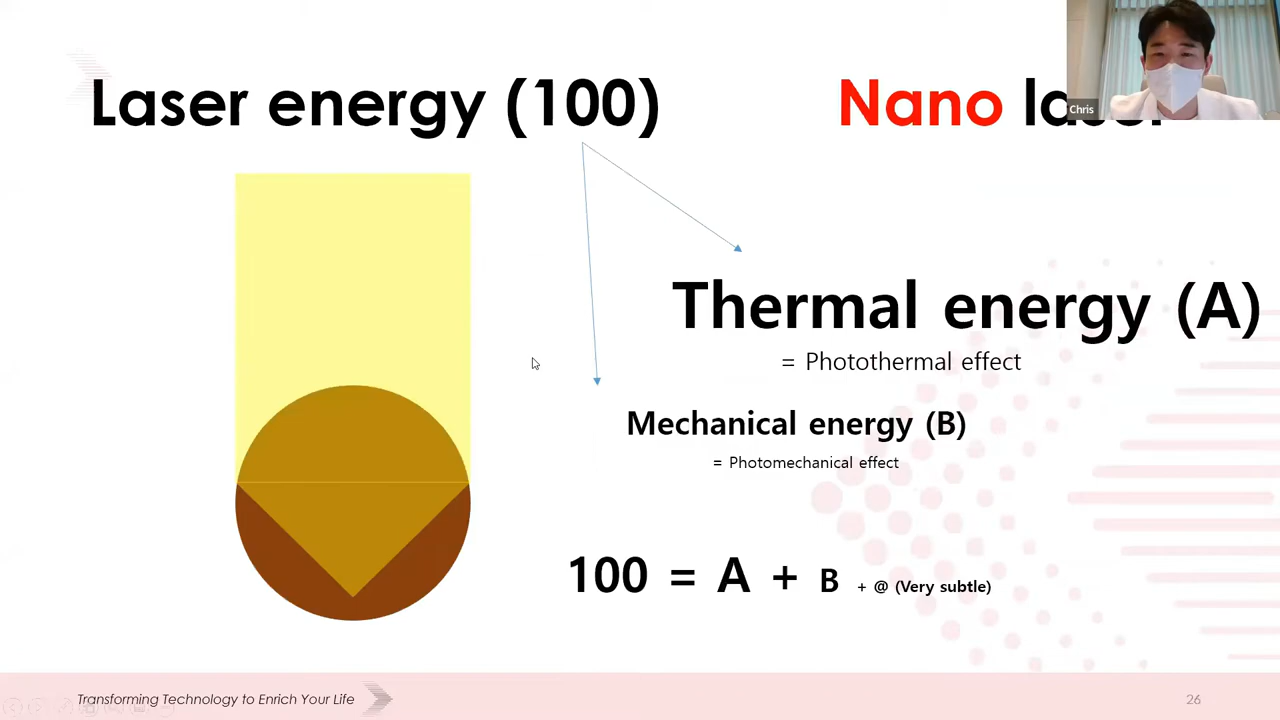 Laser energy (100)
Nano laser
Chris
Thermal energy (A)
= Photothermal effect
Mechanical energy (B)
= Photomechanical effect
100 = A + B + @ (Very subtle)
Transforming Technology to Enrich Your Life
26